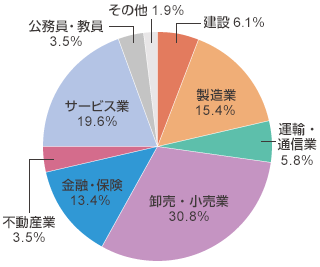 その他 1.9%
建設 6.1%
製造業
15.4%
運輸・
通信業
5.8%
卸売・小売業
30.8%
金融・保険
13.4%
不動産業
3.5%
サービス業
19.6%
公務員・教員
3.5%